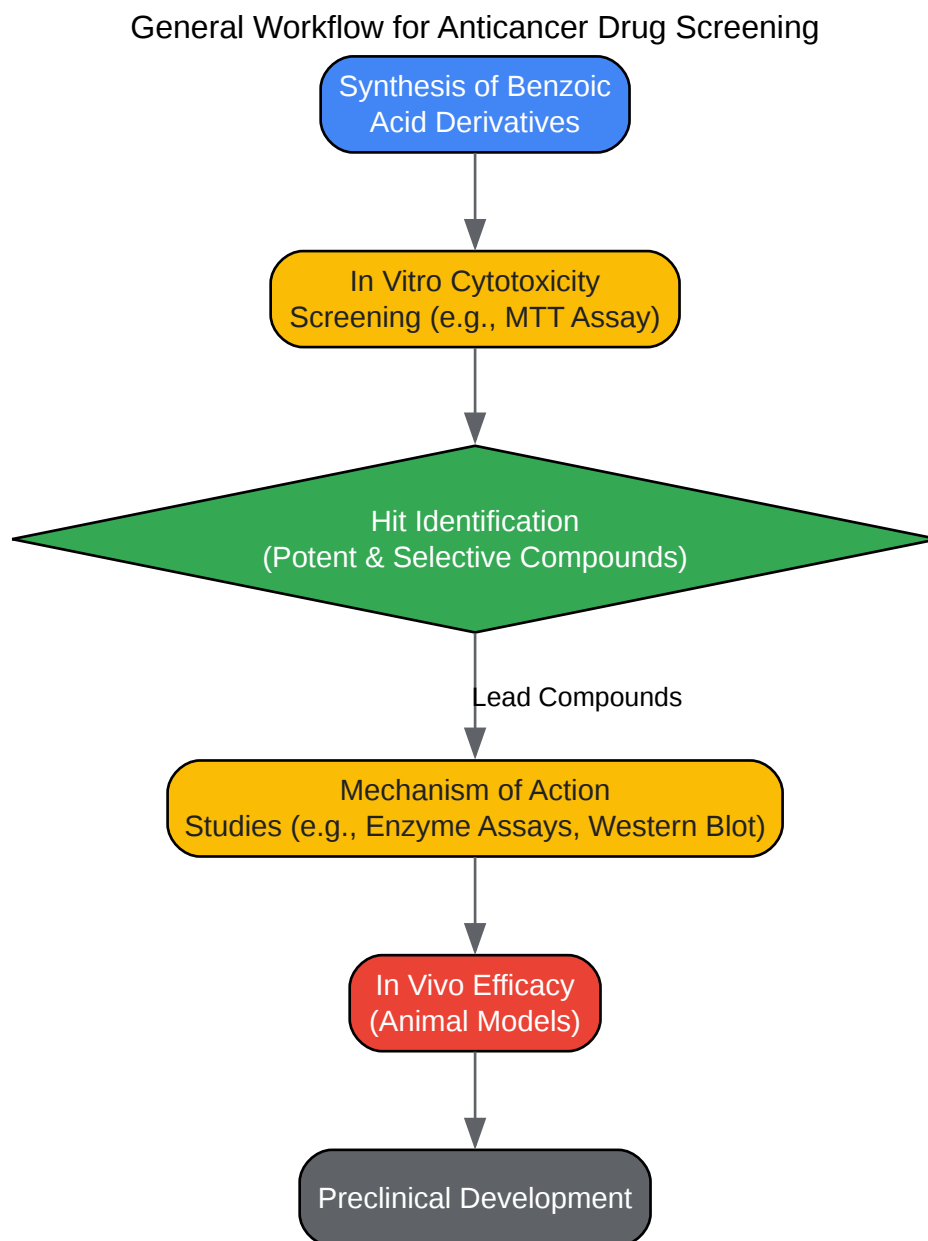 General Workflow for Anticancer Drug Screening
Synthesis of Benzoic
Acid Derivatives
In Vitro Cytotoxicity
Screening (e.g., MTT Assay)
Hit Identification
(Potent & Selective Compounds)
Lead Compounds
Mechanism of Action
Studies (e.g., Enzyme Assays, Western Blot)
In Vivo Efficacy
(Animal Models)
Preclinical Development